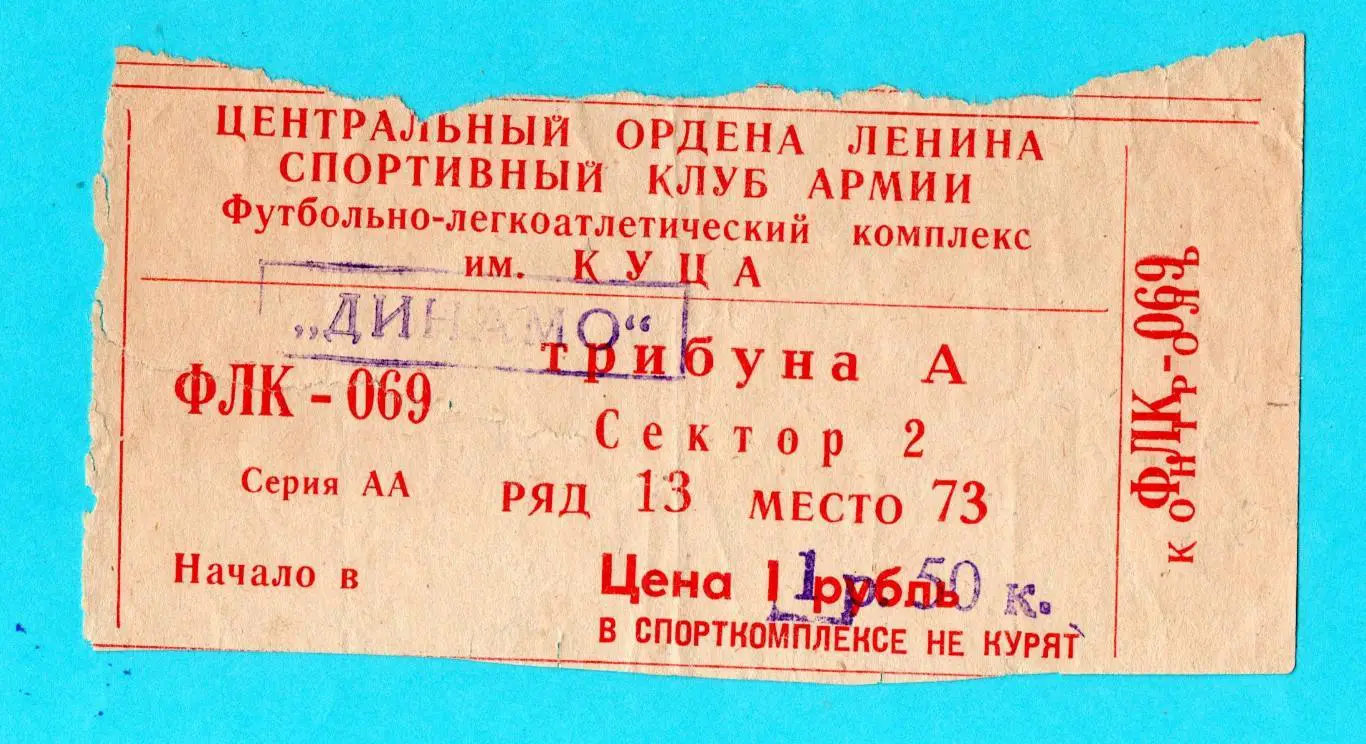 ЦЕНТРАЛЬНЫЙ ОРДЕНА ЛЕНИНА
СПОРТИВНЫЙ КЛУБ АРМИИ
Футбольно-легкоатлетический комплекс
им. КУЦА
„ДИНАМО“
трибуна А
ФЛК - 069
Сектор 2
Серия АА
РЯД 13 МЕСТО 73
Начало в
Цена 1 рубль
1 р. 50 к.
В СПОРТКОМПЛЕКСЕ НЕ КУРЯТ
ФЛК - 069
КОНТРОЛЬ